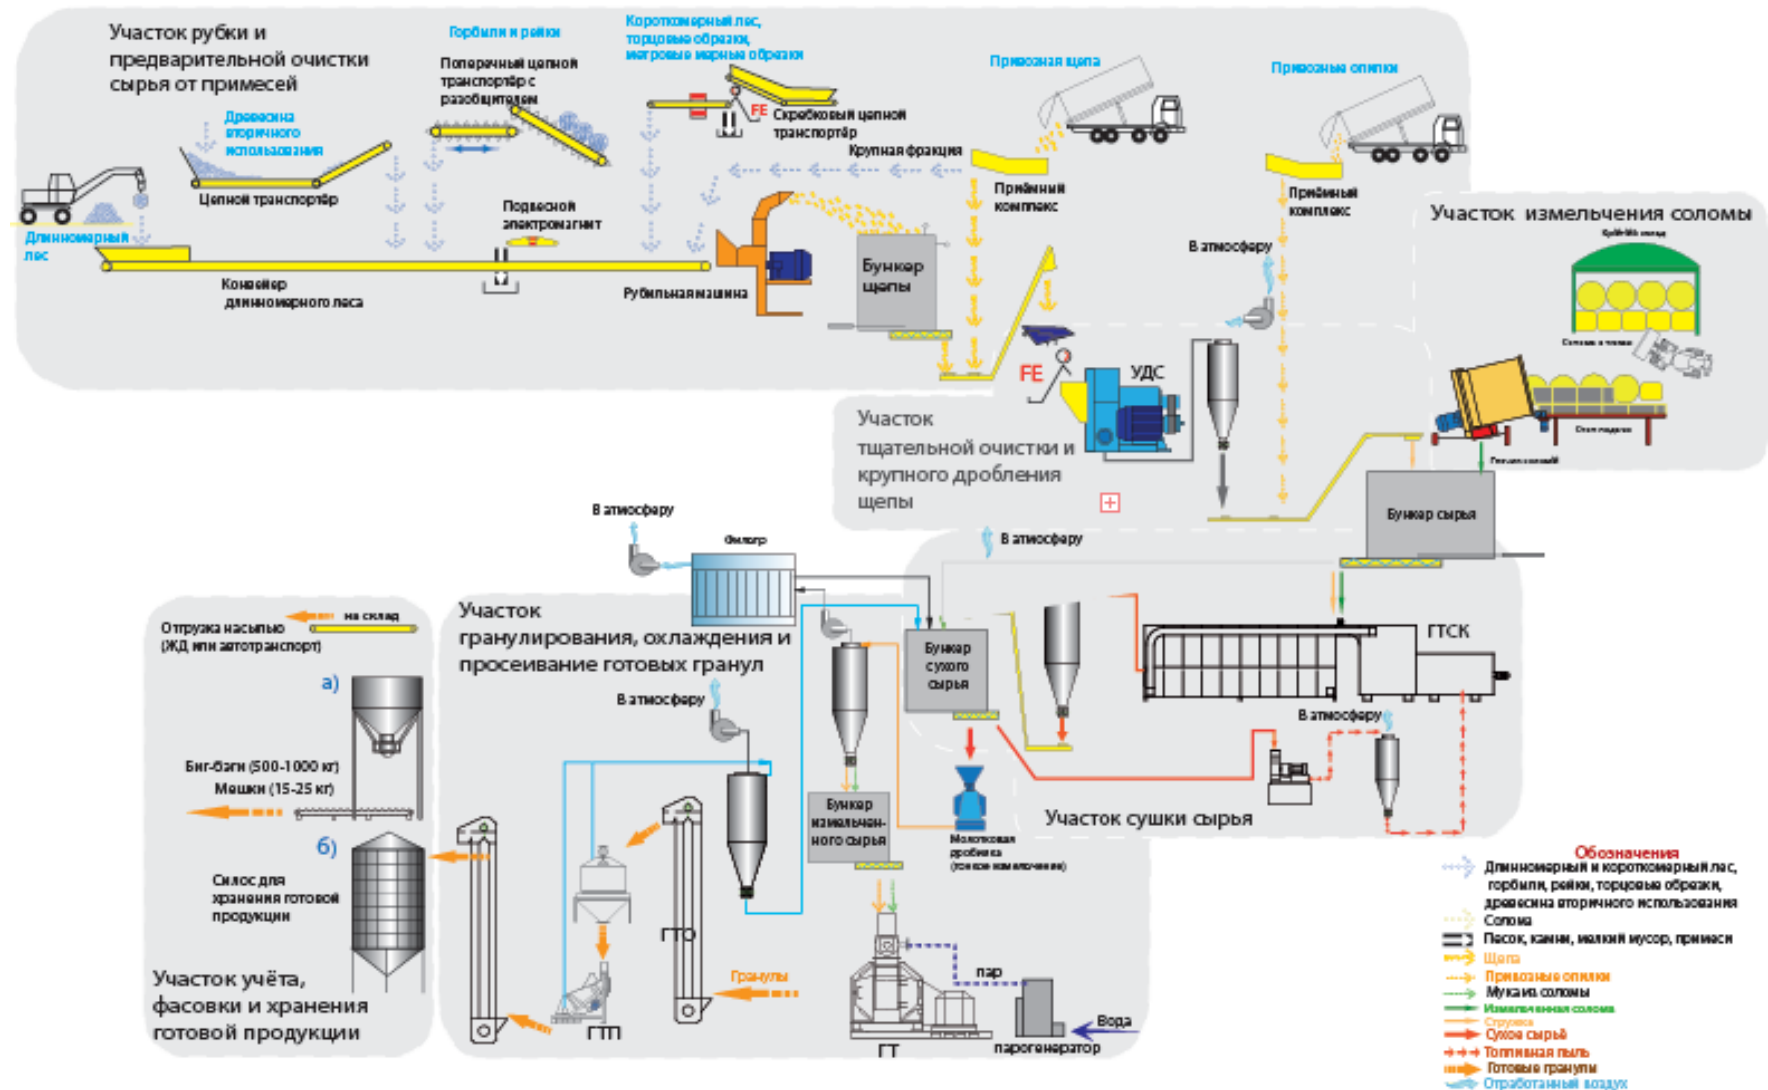 Участок рубки и
предварительной очистки
сырья от примесей
Горбыли и рейки
Поперечный цепной
транспортёр с
разобщителем
Короткомерный лес,
торцовые обрезки,
метровые мерные обрезки
FE
Скребковый цепной
транспортёр
Привозная щепа
Привозные опилки
Древесина
вторичного
использования
Цепной транспортёр
Крупная фракция
Приёмный
комплекс
Приёмный
комплекс
Длинномерный
лес
Подвесной
электромагнит
Конвейер
длинномерного леса
Рубильная машина
Бункер
щепы
В атмосферу
Участок измельчения соломы
FE
УДС
Участок
тщательной очистки и
крупного дробления
щепы
Бункер сырья
В атмосферу
Фильтр
В атмосферу
на склад
Отгрузка насыпью
(ЖД или автотранспорт)
а)
Биг-бэги (500-1000 кг)
Мешки (15-25 кг)
б)
Силос для
хранения готовой
продукции
Участок учёта,
фасовки и хранения
готовой продукции
Участок
гранулирования, охлаждения и
просеивание готовых гранул
В атмосферу
Бункер
сухого
сырья
ГТСК
В атмосферу
Участок сушки сырья
Бункер
измельчен-
ного сырья
Молотковая
дробилка
(тонкое измельчение)
ГТО
Гранулы
ГТП
ГТ
пар
парогенератор
Вода
Обозначения
Длинномерный и короткомерный лес,
горбыли, рейки, торцовые обрезки,
древесина вторичного использования
Солома
Песок, камни, мелкий мусор, примеси
Щепа
Привозные опилки
Мука из соломы
Измельченная солома
Стружка
Сухое сырьё
Топливная пыль
Готовые гранулы
Отработанный воздух